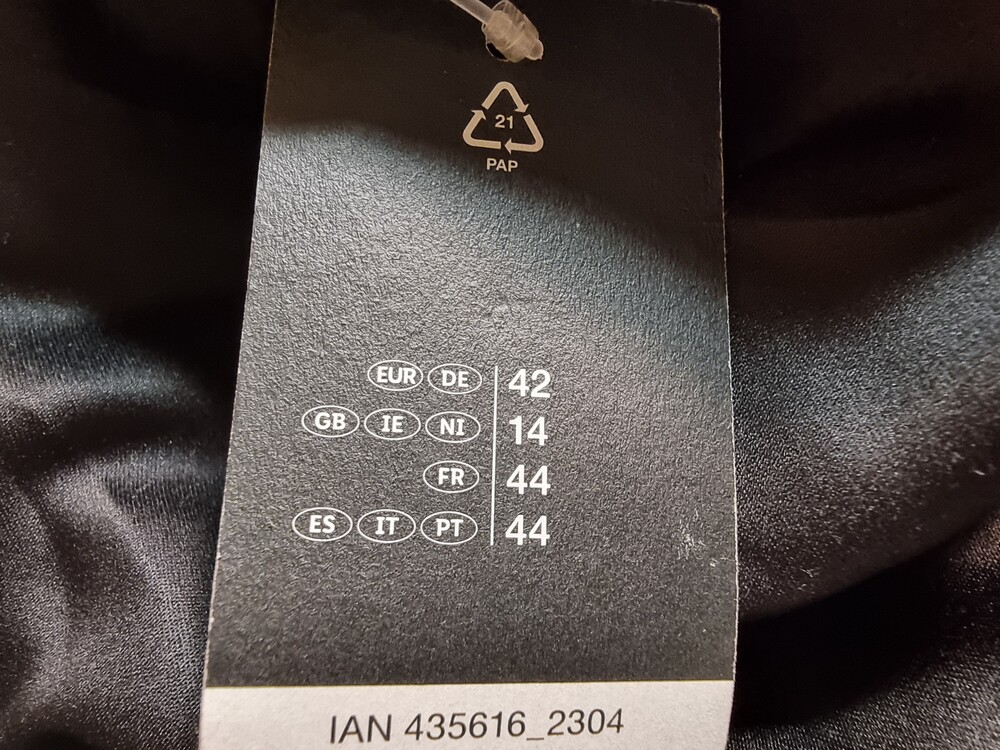 21
PAP
EUR DE 42
GB IE NI 14
FR 44
ES IT PT 44
IAN 435616_2304